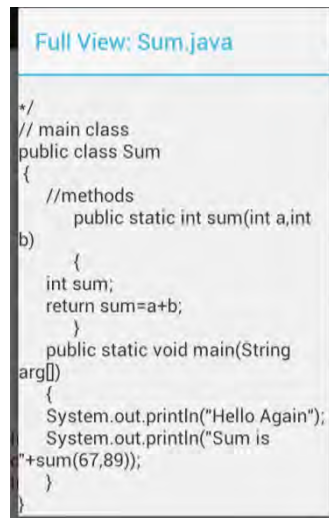 Full View: Sum.java
*/
// main class
public class Sum
{
//methods
public static int sum(int a,int
b)
{
int sum;
return sum=a+b;
}
public static void main(String
arg[])
{
System.out.println("Hello Again");
System.out.println("Sum is
"+sum(67,89));
}
}